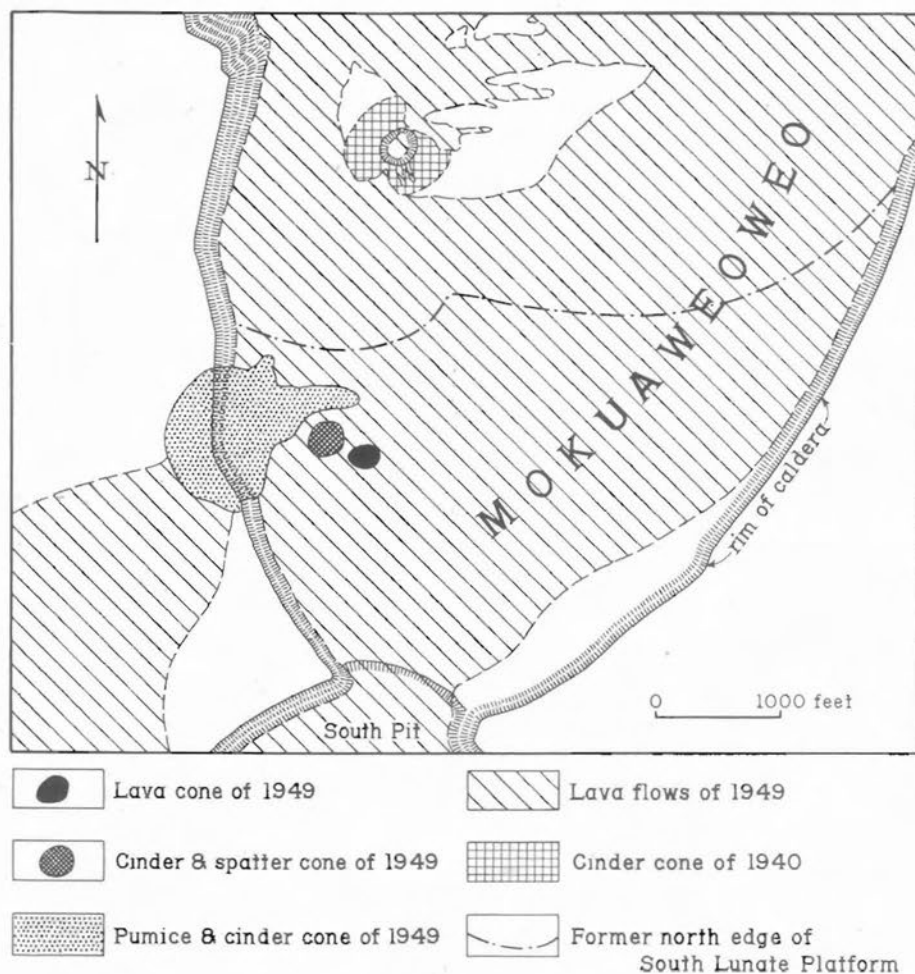 N
MOKUAWEOWEO
rim of caldera
0 1000 feet
South Pit
Lava cone of 1949
Lava flows of 1949
Cinder & spatter cone of 1949
Cinder cone of 1940
Pumice & cinder cone of 1949
Former north edge of
South Lunate Platform